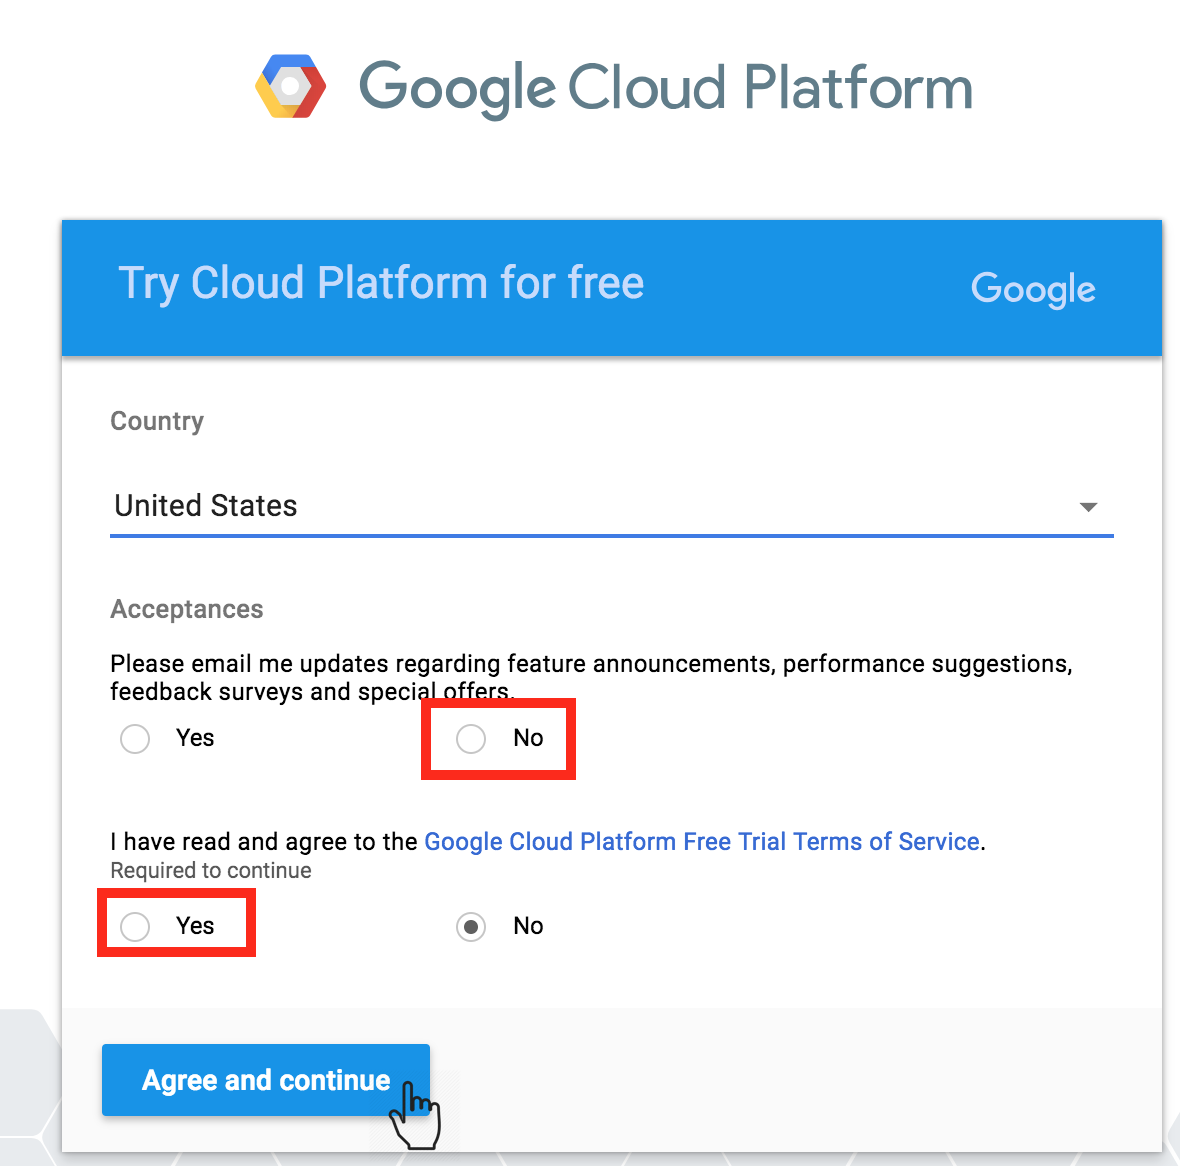 Google Cloud Platform
Try Cloud Platform for free
Google
Country
United States
Acceptances
Please email me updates regarding feature announcements, performance suggestions,
feedback surveys and special offers.
Yes No
I have read and agree to the Google Cloud Platform Free Trial Terms of Service.
Required to continue
Yes No
Agree and continue